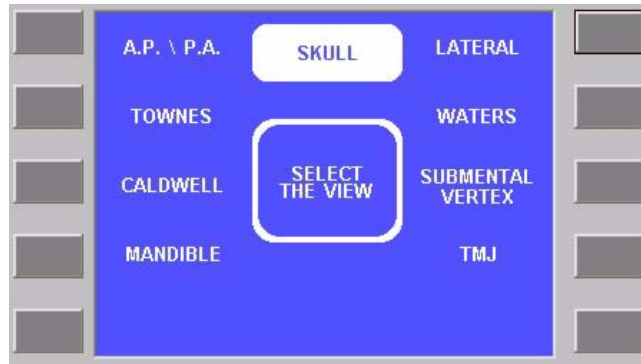 A.P. \ P.A.
SKULL
LATERAL
TOWNES
WATERS
CALDWELL
SELECT
THE VIEW
SUBMENTAL
VERTEX
MANDIBLE
TMJ